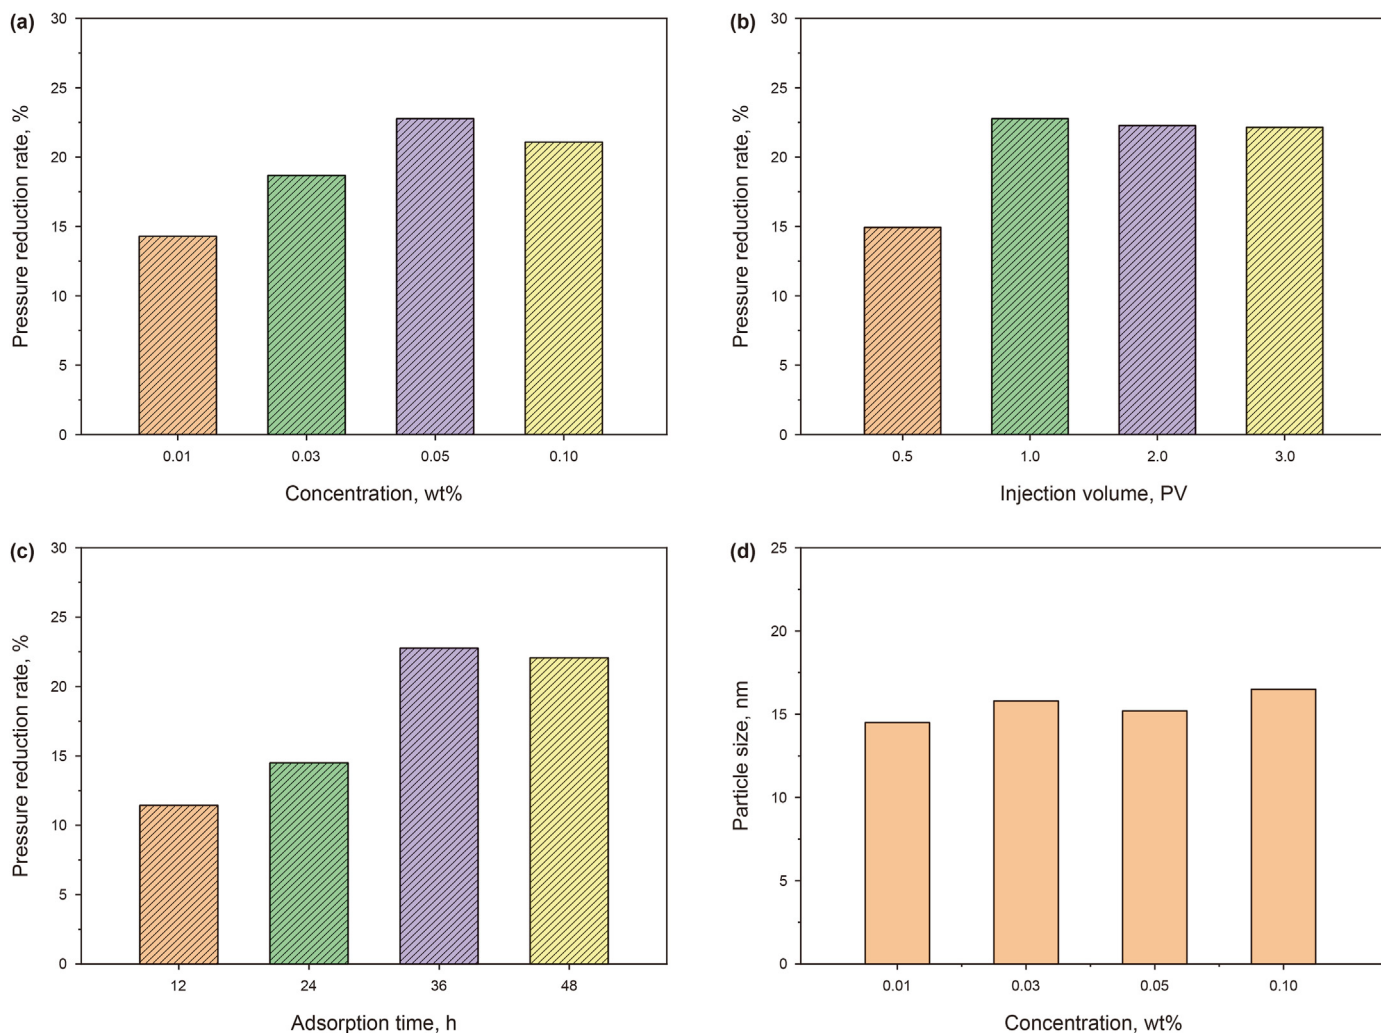 (a)
30
25
20
15
10
5
0
Pressure reduction rate, %
0.01 0.03 0.05 0.10
Concentration, wt%
(b)
30
25
20
15
10
5
0
Pressure reduction rate, %
0.5 1.0 2.0 3.0
Injection volume, PV
(c)
30
25
20
15
10
5
0
Pressure reduction rate, %
12 24 36 48
Adsorption time, h
(d)
25
20
15
10
5
0
Particle size, nm
0.01 0.03 0.05 0.10
Concentration, wt%